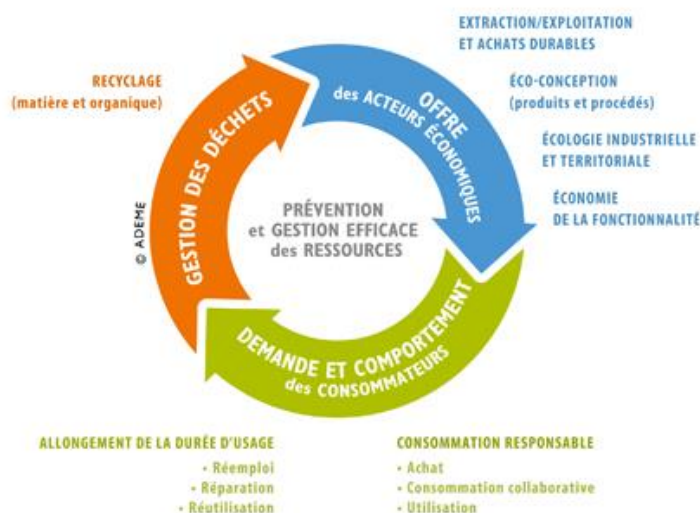 EXTRACTION/EXPLOITATION
ET ACHATS DURABLES
RECYCLAGE
(matière et organique)
ÉCO-CONCEPTION
(produits et procédés)
ÉCOLOGIE INDUSTRIELLE
ET TERRITORIALE
ÉCONOMIE
DE LA FONCTIONNALITÉ
OFFRE
des ACTEURS ÉCONOMIQUES
GESTION DES DÉCHETS
© ADEME
PRÉVENTION
et GESTION EFFICACE
des RESSOURCES
DEMANDE ET COMPORTEMENT
des CONSOMMATEURS
ALLONGEMENT DE LA DURÉE D'USAGE
• Réemploi
• Réparation
• Réutilisation
CONSOMMATION RESPONSABLE
• Achat
• Consommation collaborative
• Utilisation